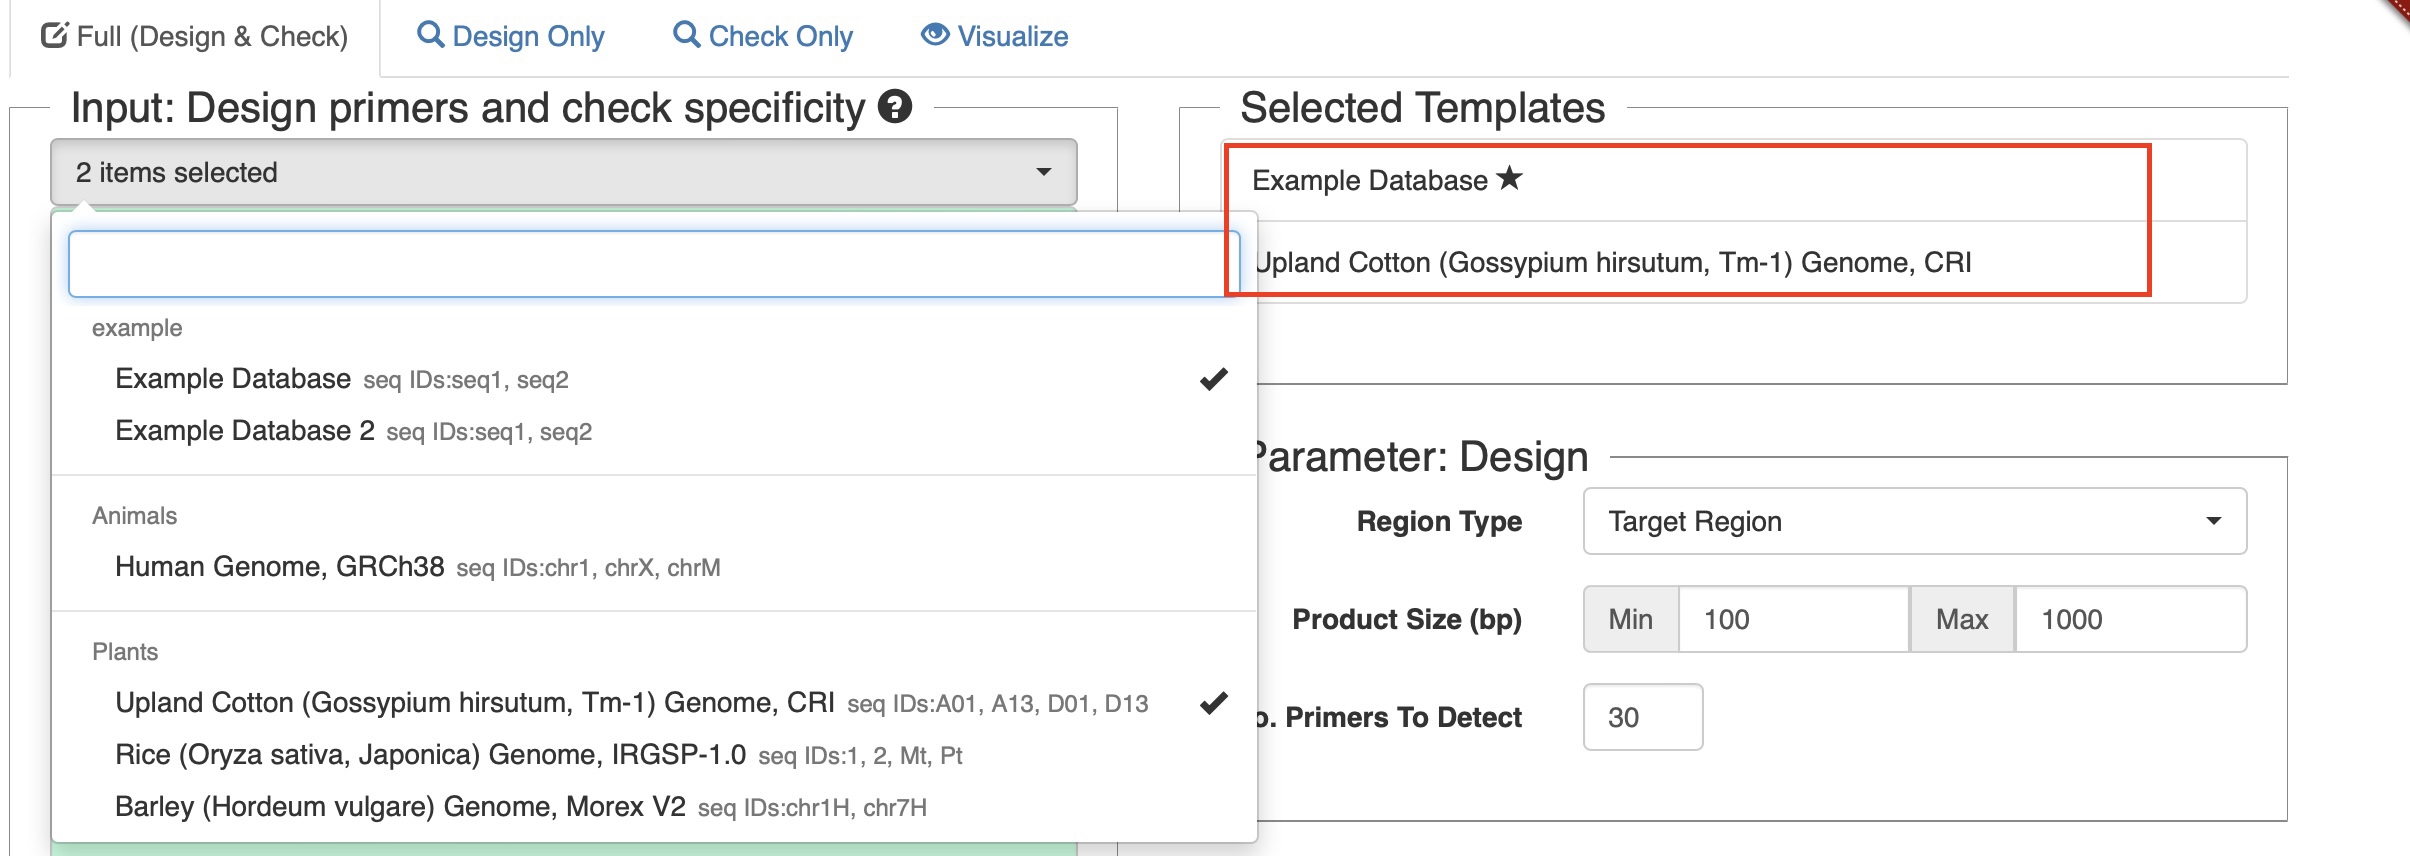 Full (Design & Check)
Design Only
Check Only
Visualize
Input: Design primers and check specificity ?
2 items selected
example
Example Database seq IDs:seq1, seq2
Example Database 2 seq IDs:seq1, seq2
Animals
Human Genome, GRCh38 seq IDs:chr1, chrX, chrM
Plants
Upland Cotton (Gossypium hirsutum, Tm-1) Genome, CRI seq IDs:A01, A13, D01, D13
Rice (Oryza sativa, Japonica) Genome, IRGSP-1.0 seq IDs:1, 2, Mt, Pt
Barley (Hordeum vulgare) Genome, Morex V2 seq IDs:chr1H, chr7H
Selected Templates
Example Database ★
Upland Cotton (Gossypium hirsutum, Tm-1) Genome, CRI
Parameter: Design
Region Type Target Region
Product Size (bp) Min 100 Max 1000
o. Primers To Detect 30